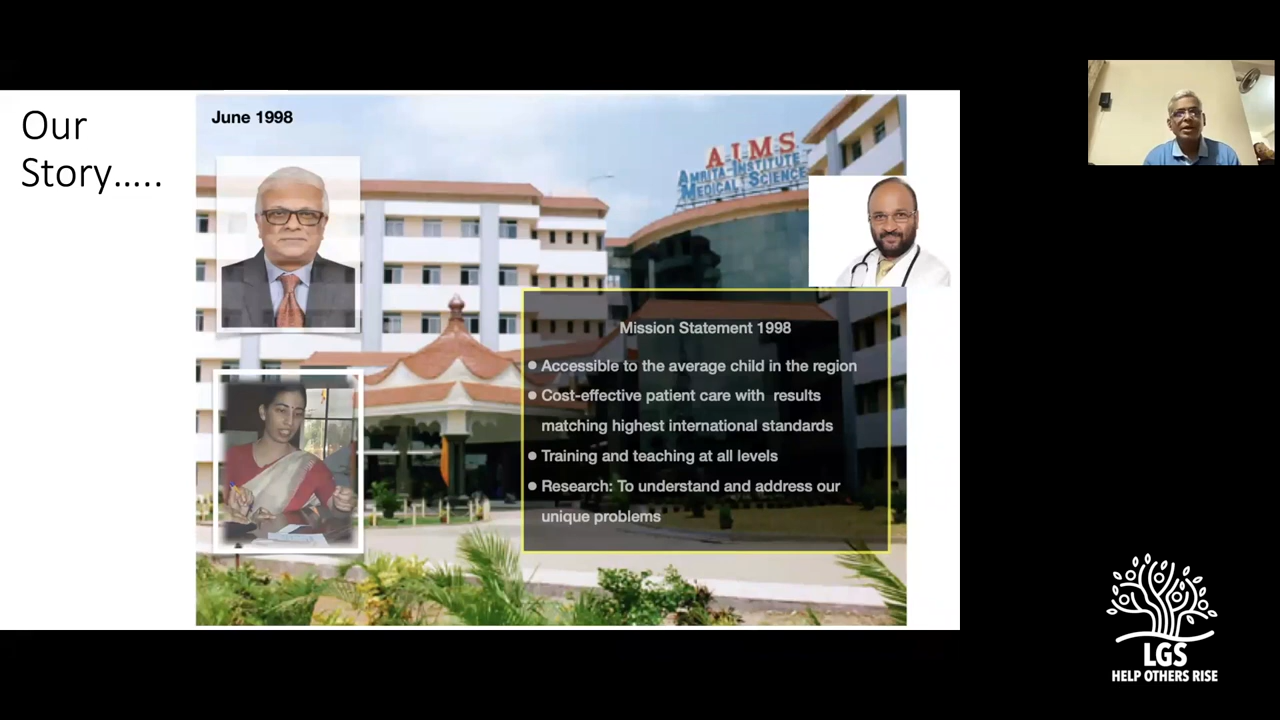 Our
Story.....
June 1998
AIMS
AMRITA INSTITUTE
MEDICAL SCIENCE
Mission Statement 1998
● Accessible to the average child in the region
● Cost-effective patient care with results
matching highest international standards
● Training and teaching at all levels
● Research: To understand and address our
unique problems
LGS
HELP OTHERS RISE